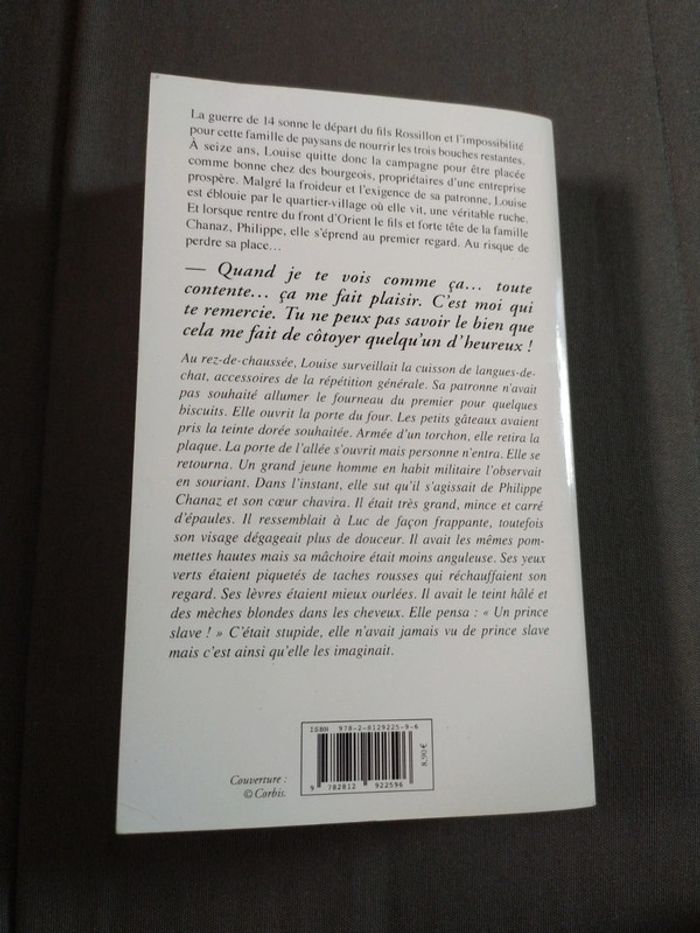 La guerre de 14 sonne le départ du fils Rossillon et l'impossibilité
pour cette famille de paysans de nourrir les trois bouches restantes.
À seize ans, Louise quitte donc la campagne pour être placée
comme bonne chez des bourgeois, propriétaires d'une entreprise
prospère. Malgré la froideur et l'exigence de sa patronne, Louise
est éblouie par le quartier-village où elle vit, une véritable ruche.
Et lorsque rentre du front d'Orient le fils et forte tête de la famille
Chanaz, Philippe, elle s'éprend au premier regard. Au risque de
perdre sa place…
— Quand je te vois comme ça… toute
contente… ça me fait plaisir. C'est moi qui
te remercie. Tu ne peux pas savoir le bien que
cela me fait de côtoyer quelqu'un d'heureux !
Au rez-de-chaussée, Louise surveillait la cuisson de langues-de-
chat, accessoires de la répétition générale. Sa patronne n'avait
pas souhaité allumer le fourneau du premier pour quelques
biscuits. Elle ouvrit la porte du four. Les petits gâteaux avaient
pris la teinte dorée souhaitée. Armée d'un torchon, elle retira la
plaque. La porte de l'allée s'ouvrit mais personne n'entra. Elle se
retourna. Un grand jeune homme en habit militaire l'observait
en souriant. Dans l'instant, elle sut qu'il s'agissait de Philippe
Chanaz et son cœur chavira. Il était très grand, mince et carré
d'épaules. Il ressemblait à Luc de façon frappante, toutefois
son visage dégageait plus de douceur. Il avait les mêmes pom-
mettes hautes mais sa mâchoire était moins anguleuse. Ses yeux
verts étaient piquetés de taches rousses qui réchauffaient son
regard. Ses lèvres étaient mieux ourlées. Il avait le teint hâlé et
des mèches blondes dans les cheveux. Elle pensa : « Un prince
slave ! » C'était stupide, elle n'avait jamais vu de prince slave
mais c'est ainsi qu'elle les imaginait.
ISBN 978-2-8129225-9-6
9 782812 922596
8,90 €
Couverture :
© Corbis.